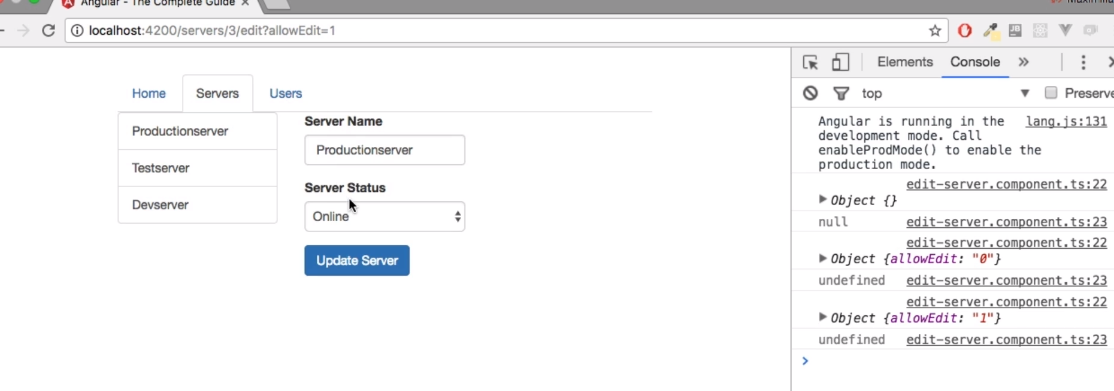 Angular - The Complete Guide
localhost:4200/servers/3/edit?allowEdit=1
Home Servers Users
Productionserver
Testserver
Devserver
Server Name
Productionserver
Server Status
Online
Update Server
Elements Console »
top Preserve
Angular is running in the lang.js:131
development mode. Call
enableProdMode() to enable the
production mode.
edit-server.component.ts:22
Object {}
null edit-server.component.ts:23
edit-server.component.ts:22
Object {allowEdit: "0"}
undefined edit-server.component.ts:23
edit-server.component.ts:22
Object {allowEdit: "1"}
undefined edit-server.component.ts:23